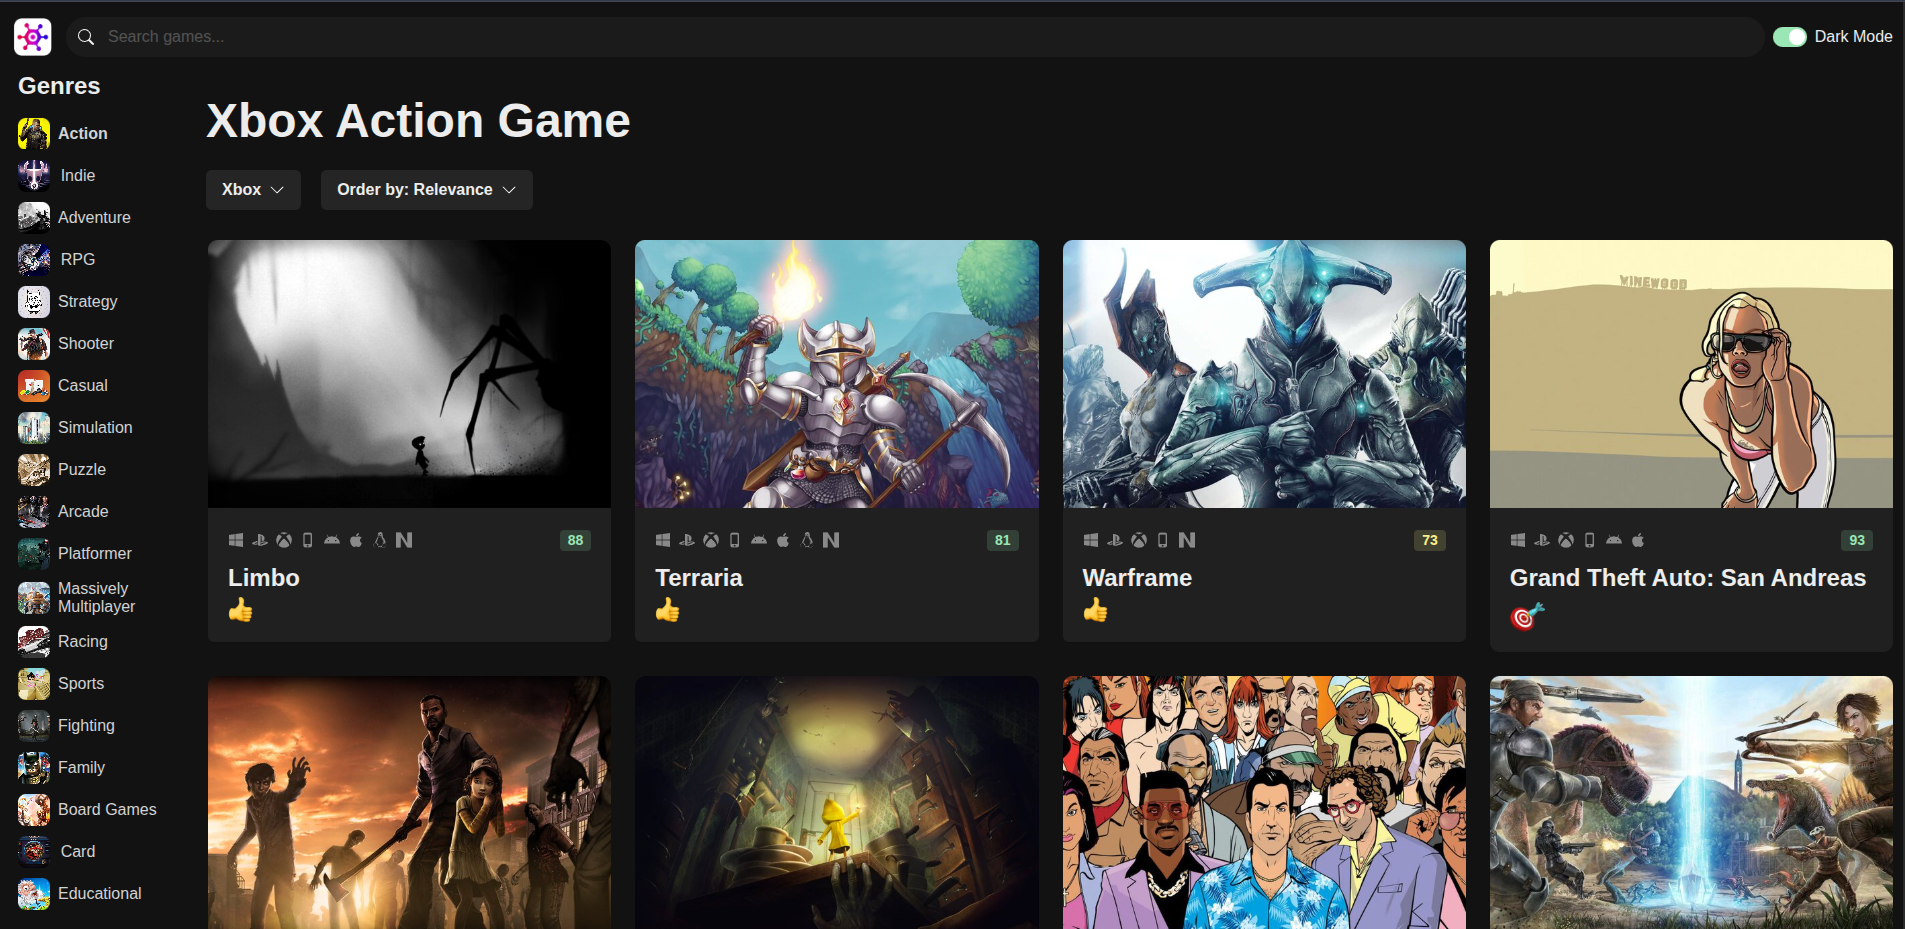 Search games...
Dark Mode
Genres
Action
Indie
Adventure
RPG
Strategy
Shooter
Casual
Simulation
Puzzle
Arcade
Platformer
Massively
Multiplayer
Racing
Sports
Fighting
Family
Board Games
Card
Educational
Xbox Action Game
Xbox
Order by: Relevance
VINEWOOD
88
Limbo
81
Terraria
73
Warframe
93
Grand Theft Auto: San Andreas